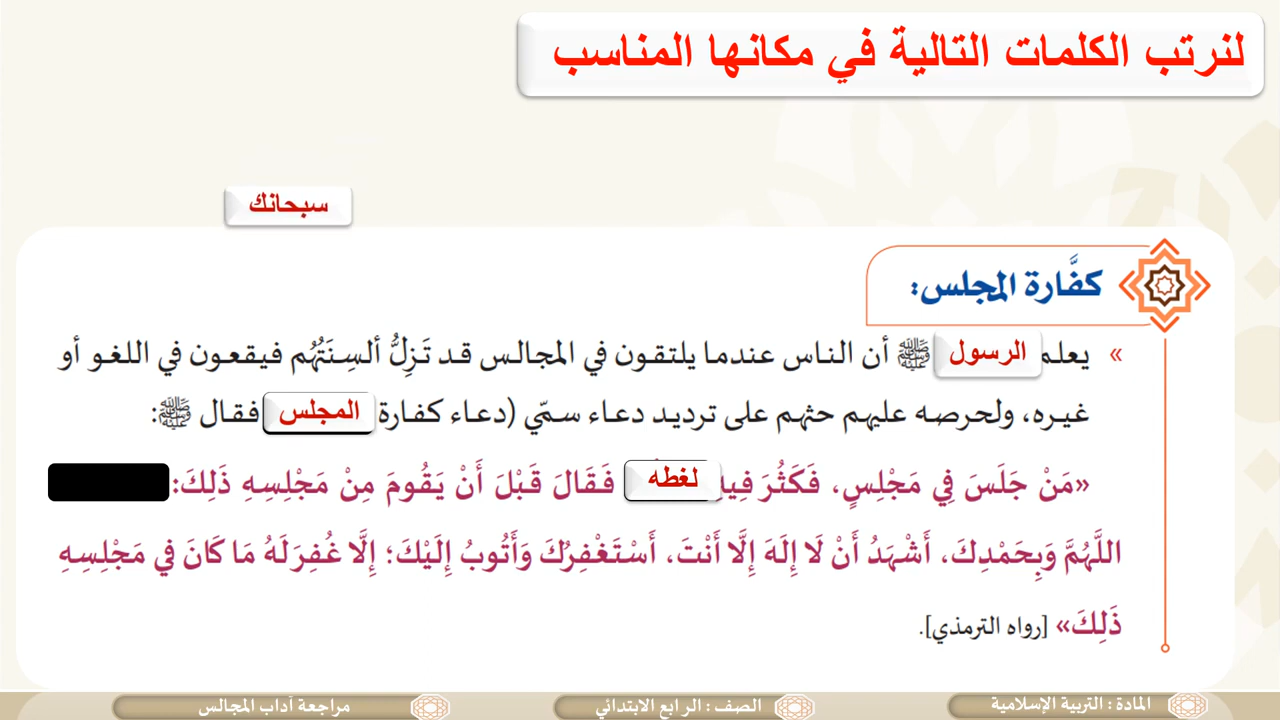 لنرتب الكلمات التالية في مكانها المناسب
سبحانك
كفَّارة المجلس:
» يعلم الرسول ﷺ أن الناس عندما يلتقون في المجالس قد تَزِلُّ ألسِنَتُهُم فيقعون في اللغو أو
غيره، ولحرصه عليهم حثهم على ترديد دعاء سمّي (دعاء كفارة المجلس فقال ﷺ:
«مَنْ جَلَسَ فِي مَجْلِسٍ، فَكَثُرَ فِيهِ لغطه فَقَالَ قَبْلَ أَنْ يَقُومَ مِنْ مَجْلِسِهِ ذَلِكَ:
اللَّهُمَّ وَبِحَمْدِكَ، أَشْهَدُ أَنْ لَا إِلَهَ إِلَّا أَنْتَ، أَسْتَغْفِرُكَ وَأَتُوبُ إِلَيْكَ؛ إِلَّا غُفِرَ لَهُ مَا كَانَ فِي مَجْلِسِهِ
ذَلِكَ» [رواه الترمذي].
المادة : التربية الإسلامية
الصف : الرابع الابتدائي
مراجعة آداب المجالس